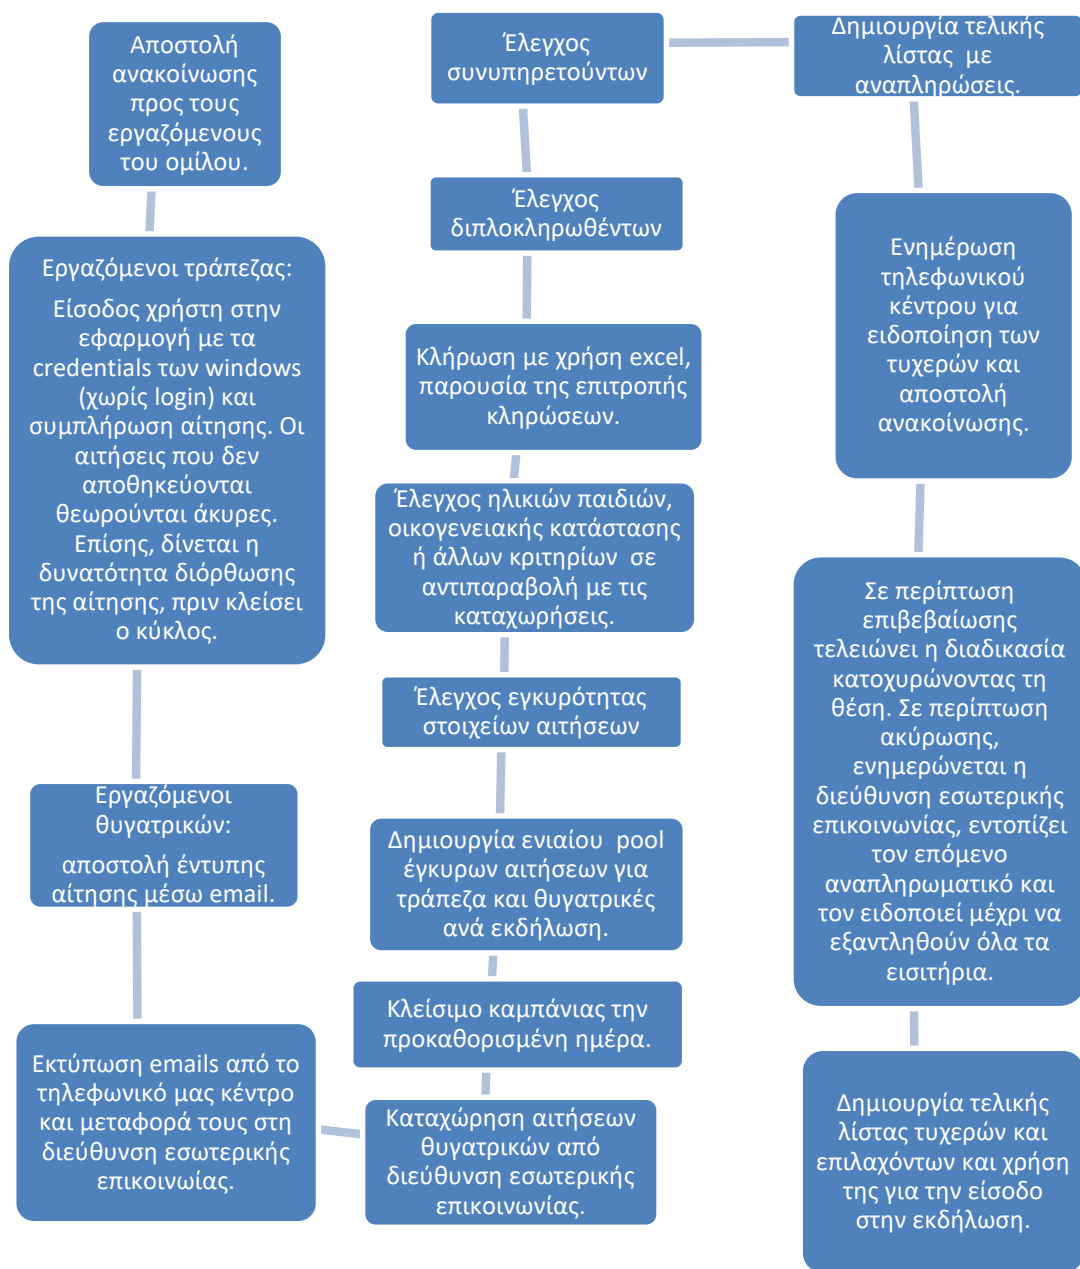 Αποστολή
ανακοίνωσης
προς τους
εργαζόμενους
του ομίλου.
Εργαζόμενοι τράπεζας:
Είσοδος χρήστη στην
εφαρμογή με τα
credentials των windows
(χωρίς login) και
συμπλήρωση αίτησης. Οι
αιτήσεις που δεν
αποθηκεύονται
θεωρούνται άκυρες.
Επίσης, δίνεται η
δυνατότητα διόρθωσης
της αίτησης, πριν κλείσει
ο κύκλος.
Εργαζόμενοι
θυγατρικών:
αποστολή έντυπης
αίτησης μέσω email.
Εκτύπωση emails από το
τηλεφωνικό μας κέντρο
και μεταφορά τους στη
διεύθυνση εσωτερικής
επικοινωίας.
Καταχώρηση αιτήσεων
θυγατρικών από
διεύθυνση εσωτερικής
επικοινωνίας.
Κλείσιμο καμπάνιας την
προκαθορισμένη ημέρα.
Δημιουργία ενιαίου pool
έγκυρων αιτήσεων για
τράπεζα και θυγατρικές
ανά εκδήλωση.
Έλεγχος εγκυρότητας
στοιχείων αιτήσεων
Έλεγχος ηλικιών παιδιών,
οικογενειακής κατάστασης
ή άλλων κριτηρίων σε
αντιπαραβολή με τις
καταχωρήσεις.
Κλήρωση με χρήση excel,
παρουσία της επιτροπής
κληρώσεων.
Έλεγχος
διπλοκληρωθέντων
Έλεγχος
συνυπηρετούντων
Δημιουργία τελικής
λίστας με
αναπληρώσεις.
Ενημέρωση
τηλεφωνικού
κέντρου για
ειδοποίηση των
τυχερών και
αποστολή
ανακοίνωσης.
Σε περίπτωση
επιβεβαίωσης
τελειώνει η διαδικασία
κατοχυρώνοντας τη
θέση. Σε περίπτωση
ακύρωσης,
ενημερώνεται η
διεύθυνση εσωτερικής
επικοινωνίας, εντοπίζει
τον επόμενο
αναπληρωματικό και
τον ειδοποιεί μέχρι να
εξαντληθούν όλα τα
εισιτήρια.
Δημιουργία τελικής
λίστας τυχερών και
επιλαχόντων και χρήση
της για την είσοδο
στην εκδήλωση.